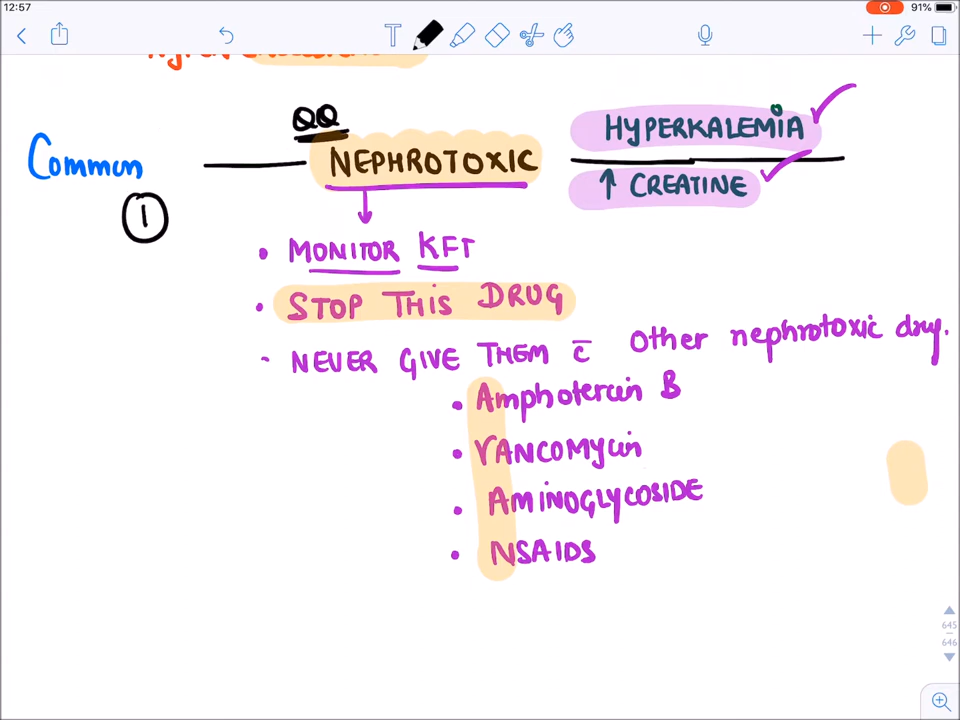 12:57
91%
T
QQ
HYPERKALEMIA
Common
NEPHROTOXIC
↑ CREATINE
1
• MONITOR KFT
• STOP THIS DRUG
- NEVER GIVE THEM c̄ Other nephrotoxic drug.
• Amphotercin B
• VANCOMYCIN
• AMINOGLYCOSIDE
• NSAIDS
645
646